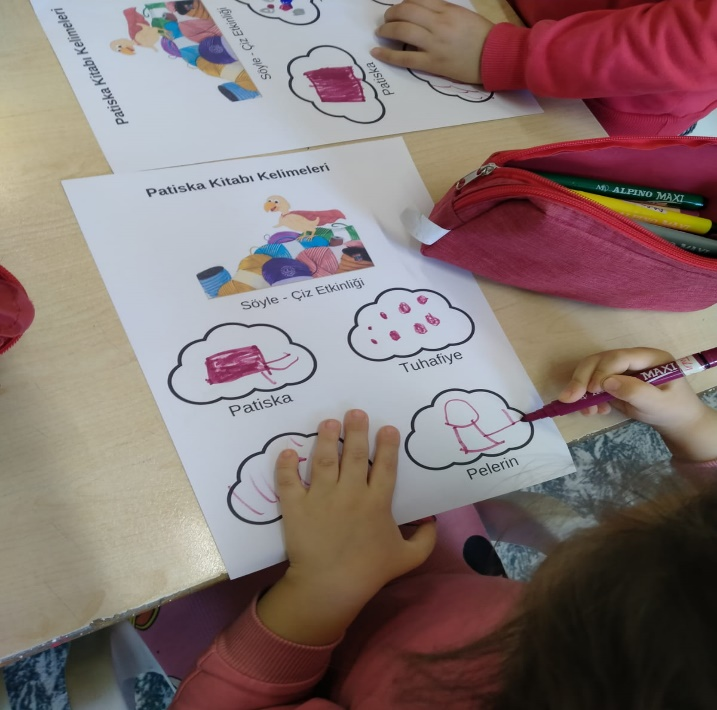 Patiska Kitabı Kelimeleri
Söyle - Çiz Etkinliği
Patiska
Patiska Kitabı Kelimeleri
Söyle - Çiz Etkinliği
Patiska
Tuhafiye
Pelerin
ALPINO MAXI
MAXI